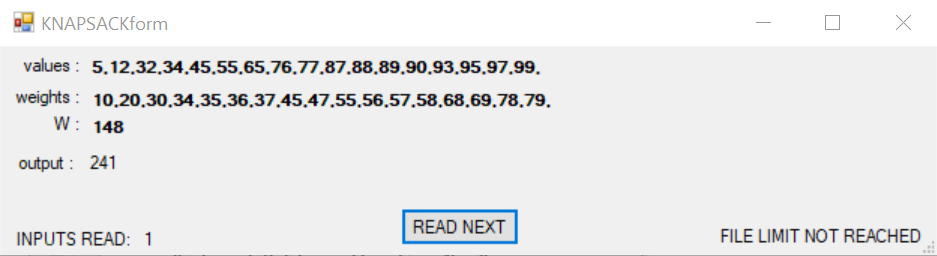 KNAPSACKform
values : 5,12,32,34,45,55,65,76,77,87,88,89,90,93,95,97,99,
weights : 10,20,30,34,35,36,37,45,47,55,56,57,58,68,69,78,79,
W : 148
output : 241
READ NEXT
INPUTS READ: 1
FILE LIMIT NOT REACHED